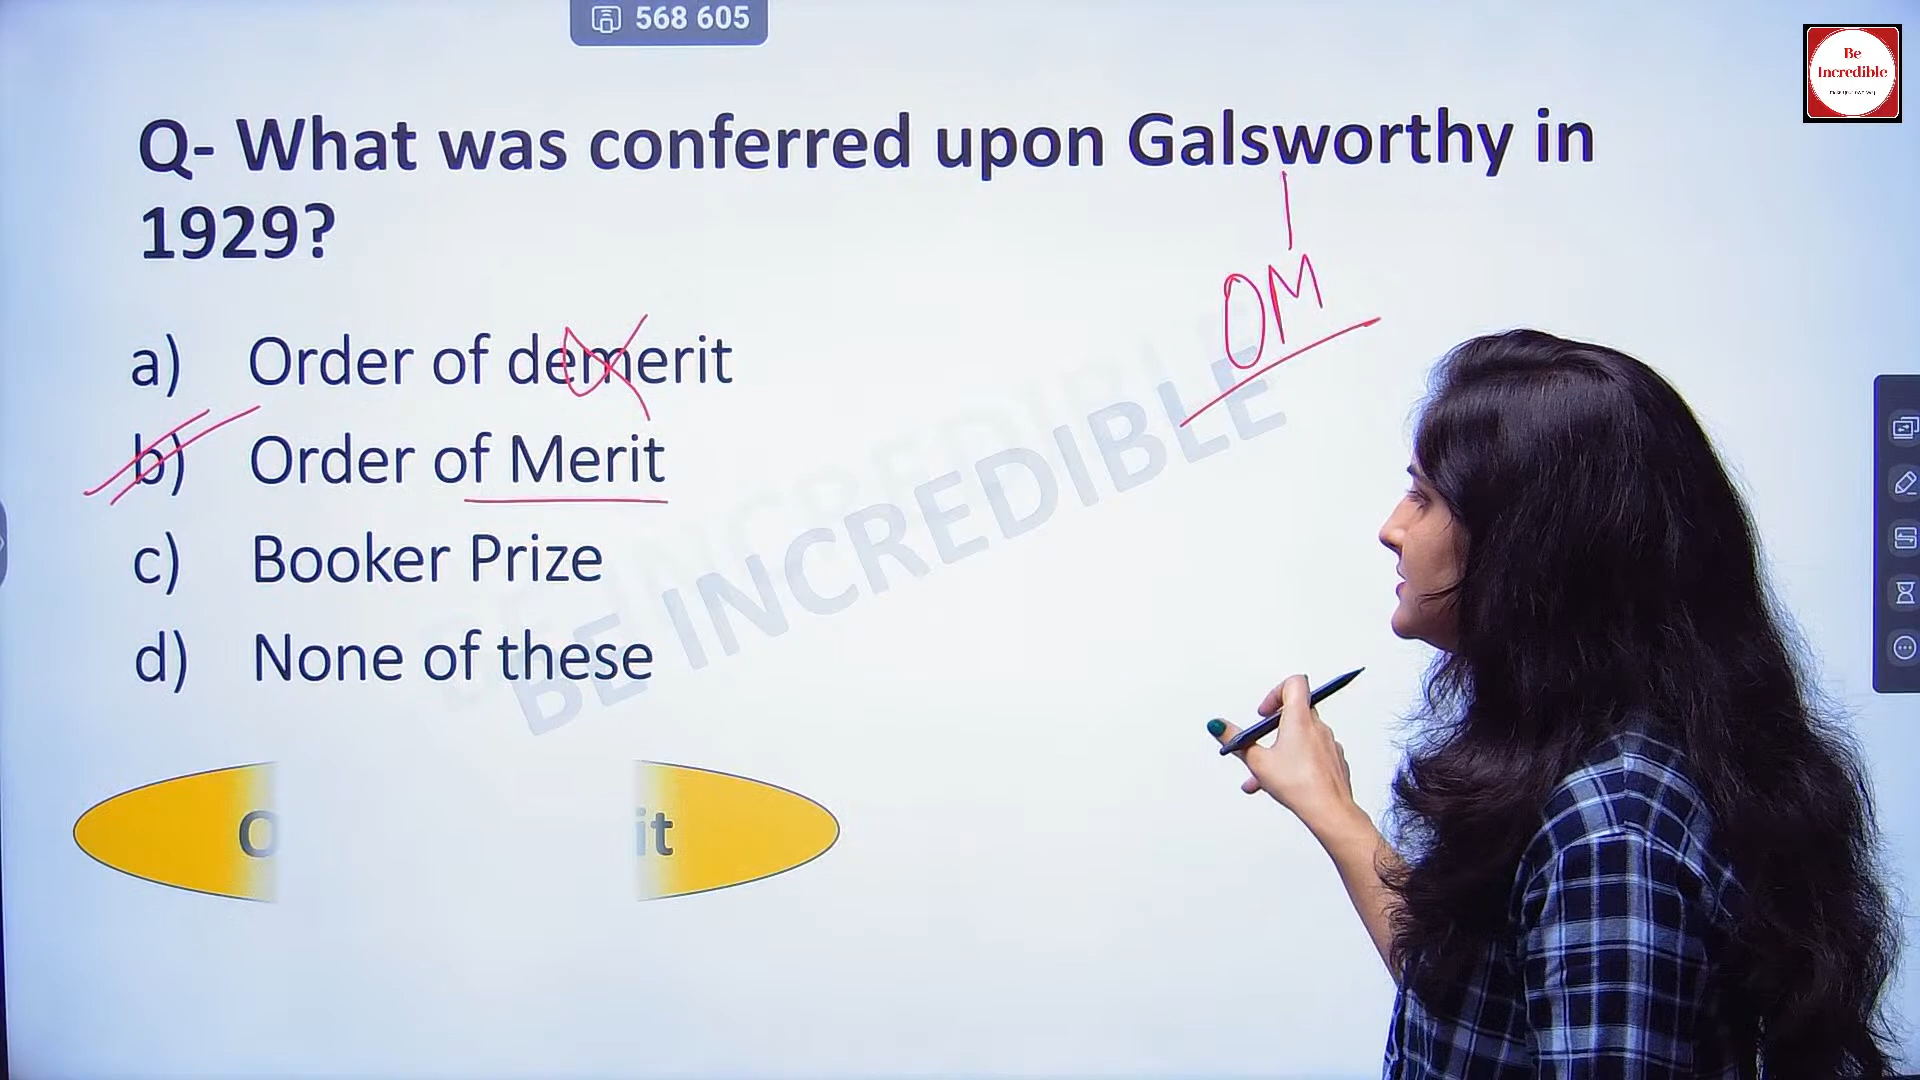 568 605
Be
Incredible
Q- What was conferred upon Galsworthy in
1929?
OM
a) Order of demerit
b) Order of Merit
c) Booker Prize
d) None of these
BE INCREDIBLE
O it